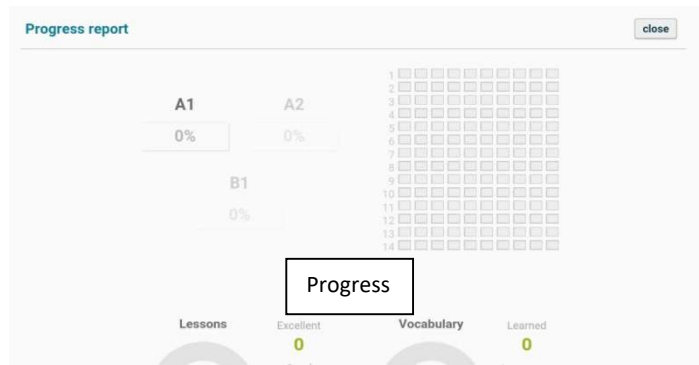 Progress report
close
A1
A2
0%
0%
B1
0%
1
2
3
4
5
6
7
8
9
10
11
12
13
14
Progress
Lessons
Excellent
0
Vocabulary
Learned
0